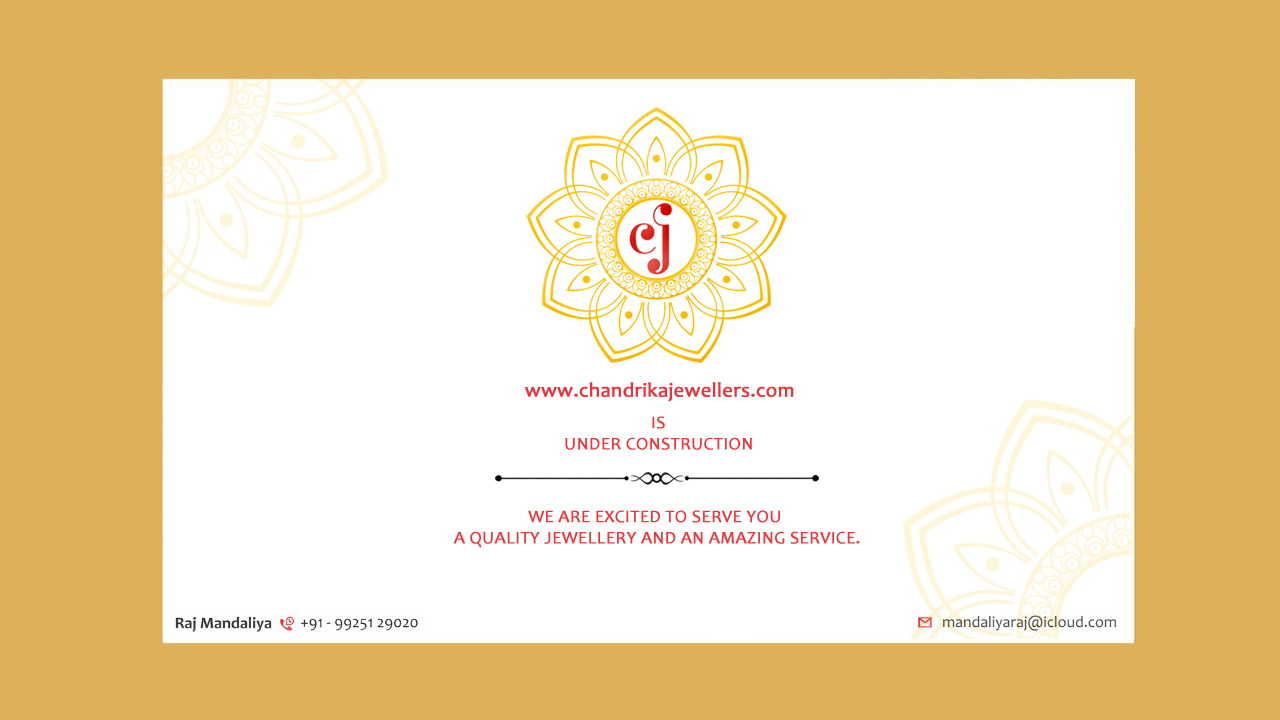 cj
www.chandrikajewellers.com
IS
UNDER CONSTRUCTION
WE ARE EXCITED TO SERVE YOU
A QUALITY JEWELLERY AND AN AMAZING SERVICE.
Raj Mandaliya +91 - 99251 29020
mandaliyaraj@icloud.com